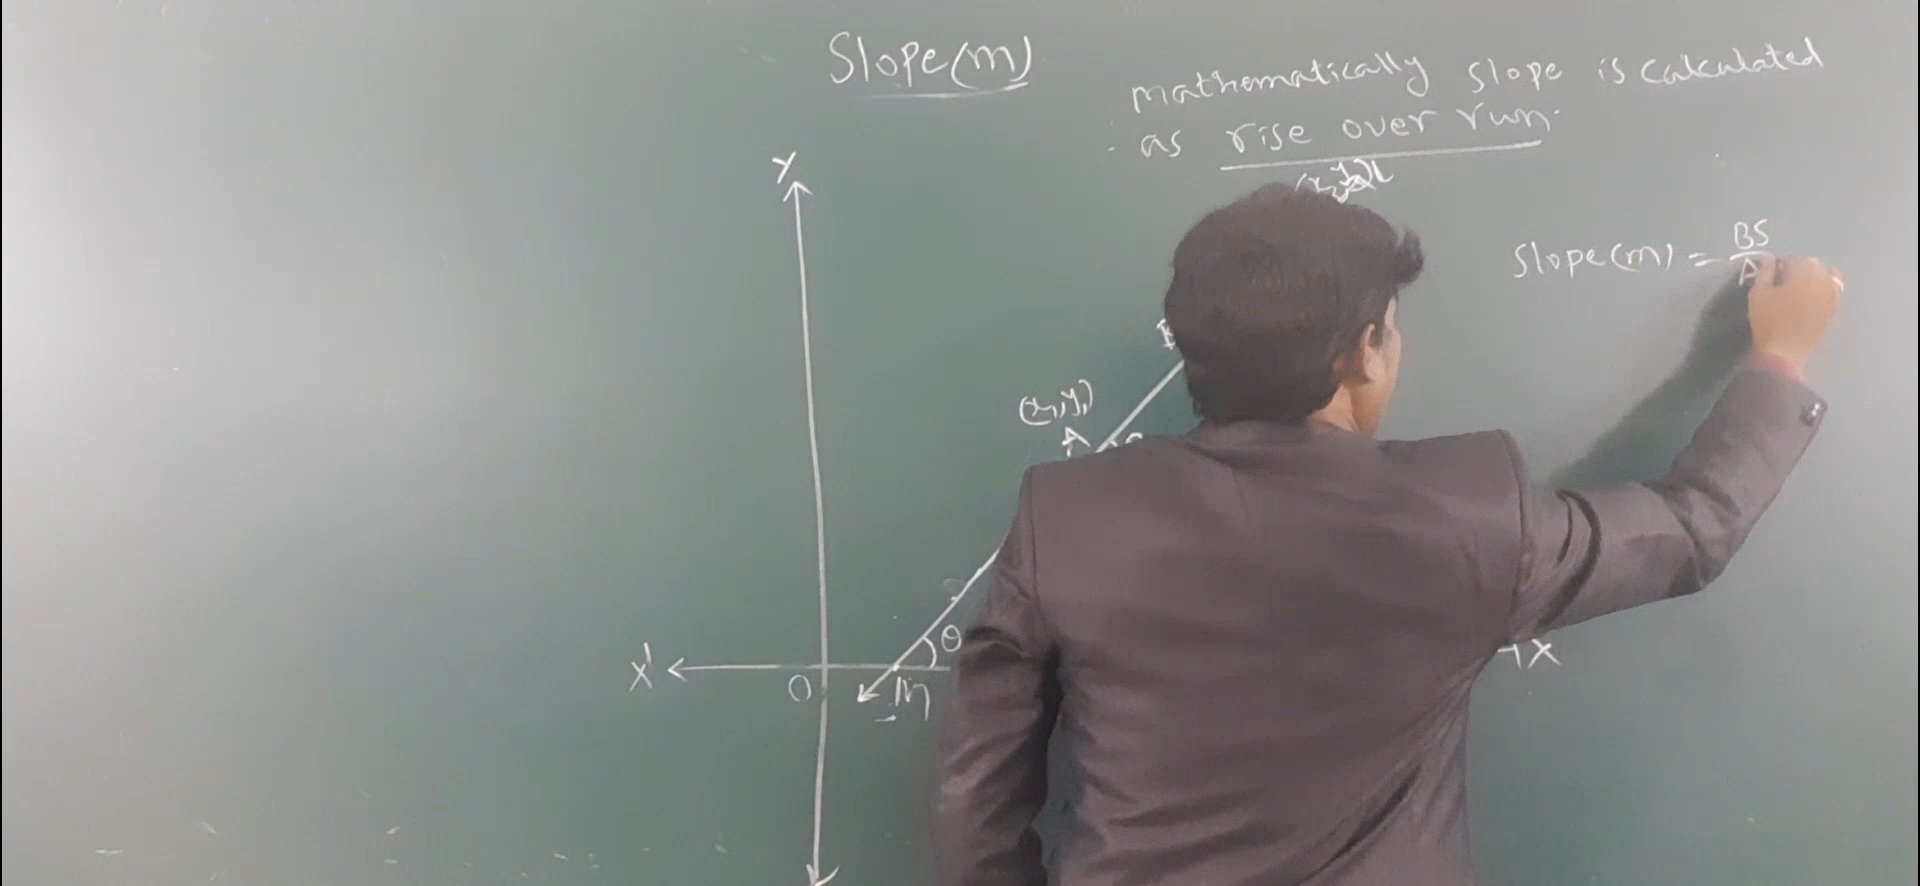 Slope(m)
mathematically slope is calculated
as rise over run.
Slope(m) = BS
A
Y
(x₁,y₁)
A
θ
X'
X
O
M